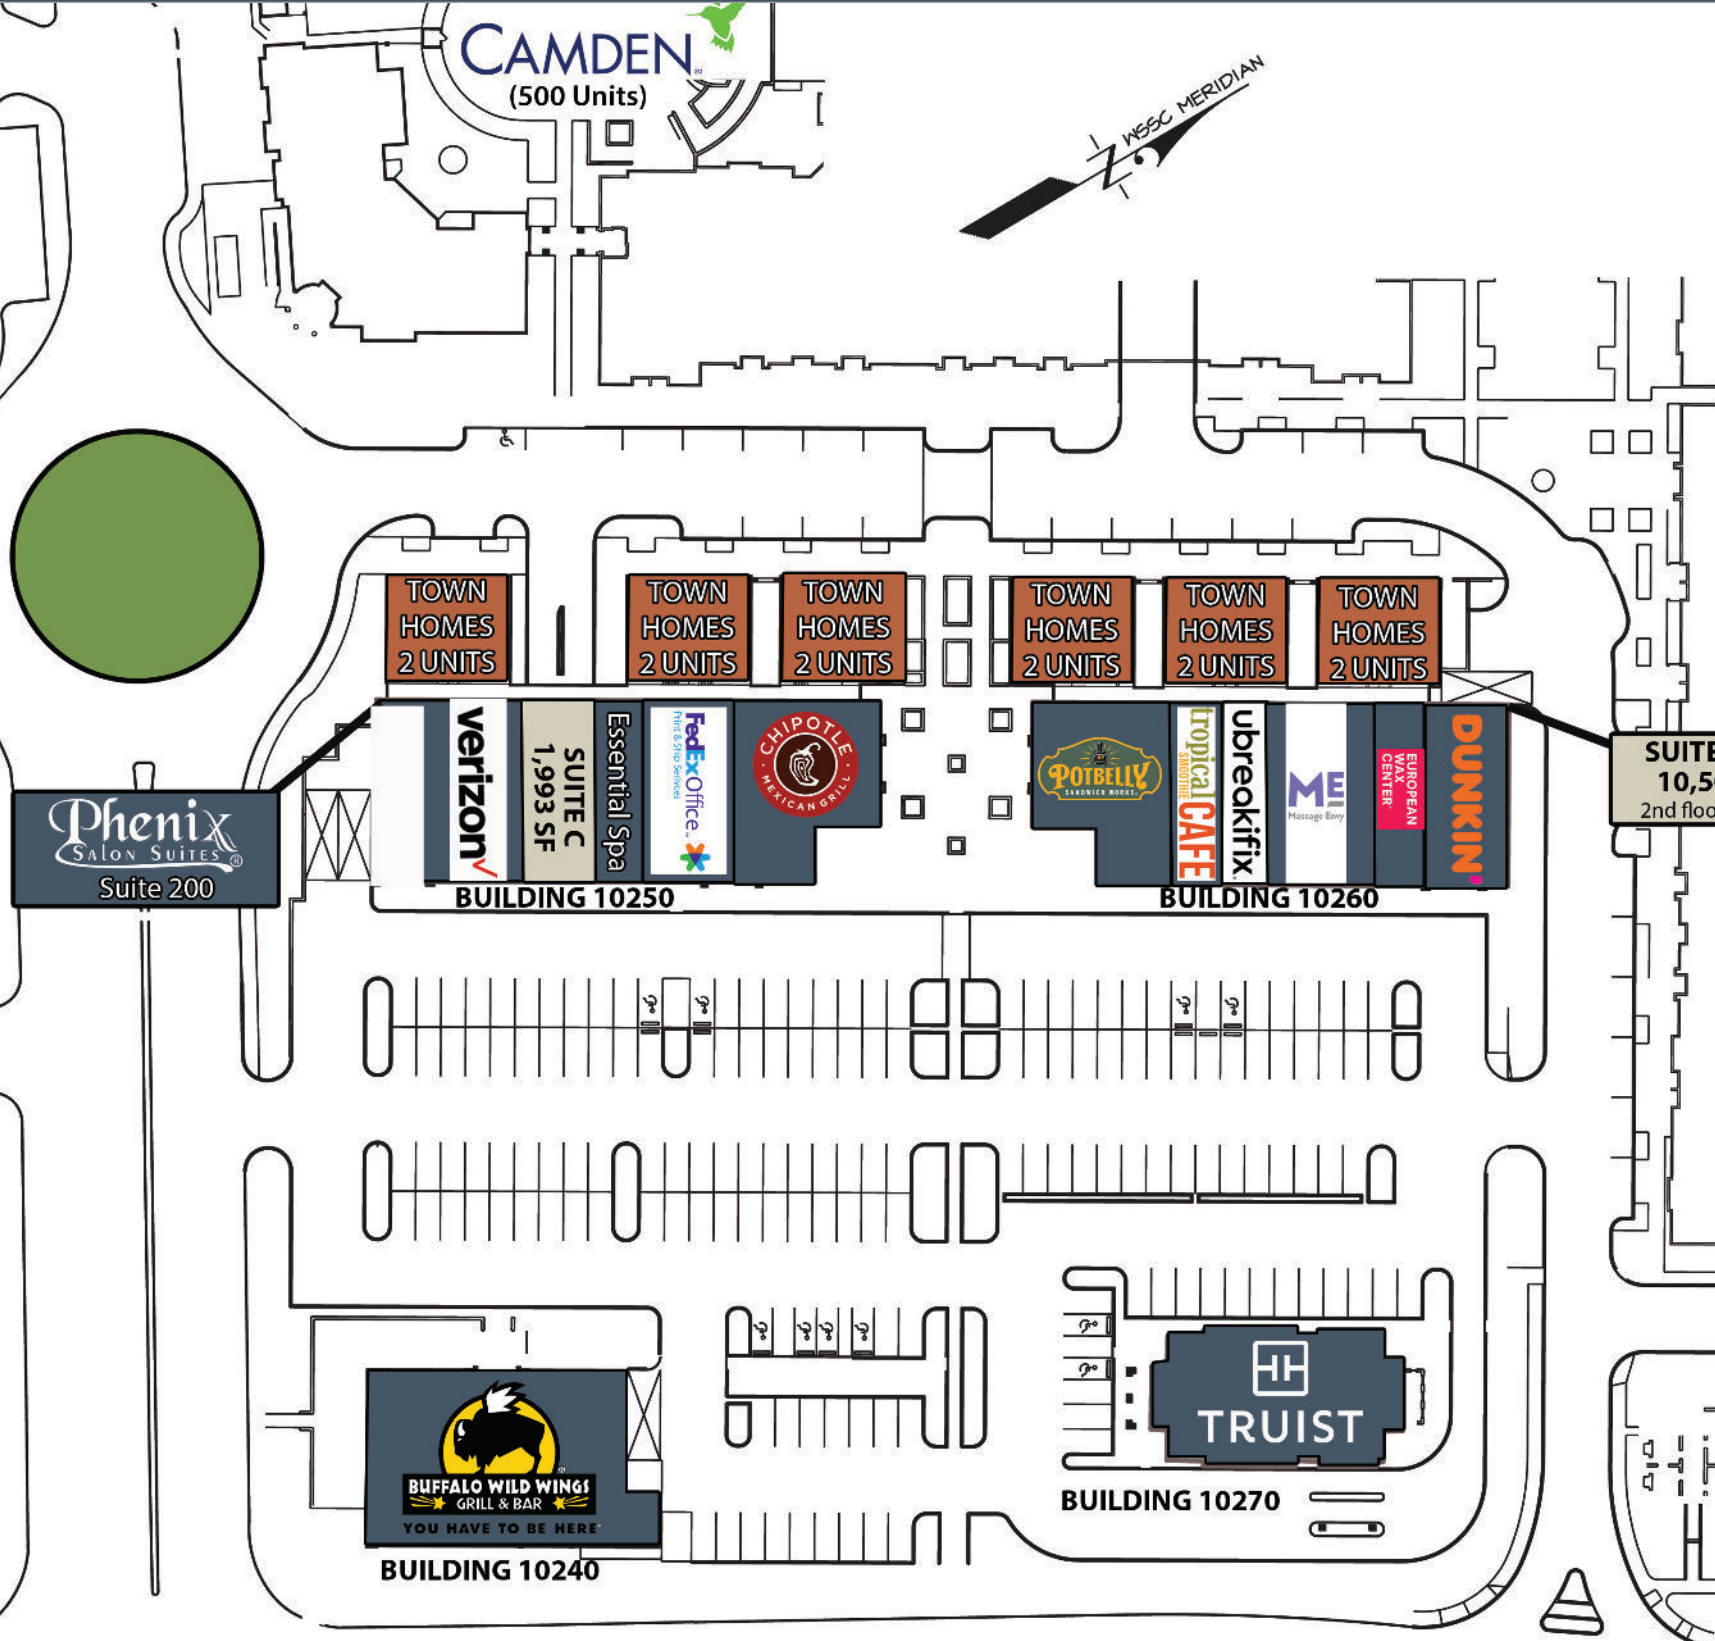 CAMDEN
(500 Units)
WSSC MERIDIAN
N
TOWN
HOMES
2 UNITS
TOWN
HOMES
2 UNITS
TOWN
HOMES
2 UNITS
TOWN
HOMES
2 UNITS
TOWN
HOMES
2 UNITS
TOWN
HOMES
2 UNITS
Phenix
SALON SUITES®
Suite 200
verizon
SUITE C
1,993 SF
Essential Spa
FedEx Office
Print & Ship Services
CHIPOTLE
MEXICAN GRILL
POTBELLY
SANDWICH WORKS
tropical
SMOOTHIE
CAFE
ubreakifix
ME
Massage Envy
EUROPEAN
WAX
CENTER
DUNKIN'
SUITE
10,5
2nd floo
BUILDING 10250
BUILDING 10260
BUFFALO WILD WINGS
GRILL & BAR
YOU HAVE TO BE HERE
BUILDING 10240
TRUIST
BUILDING 10270